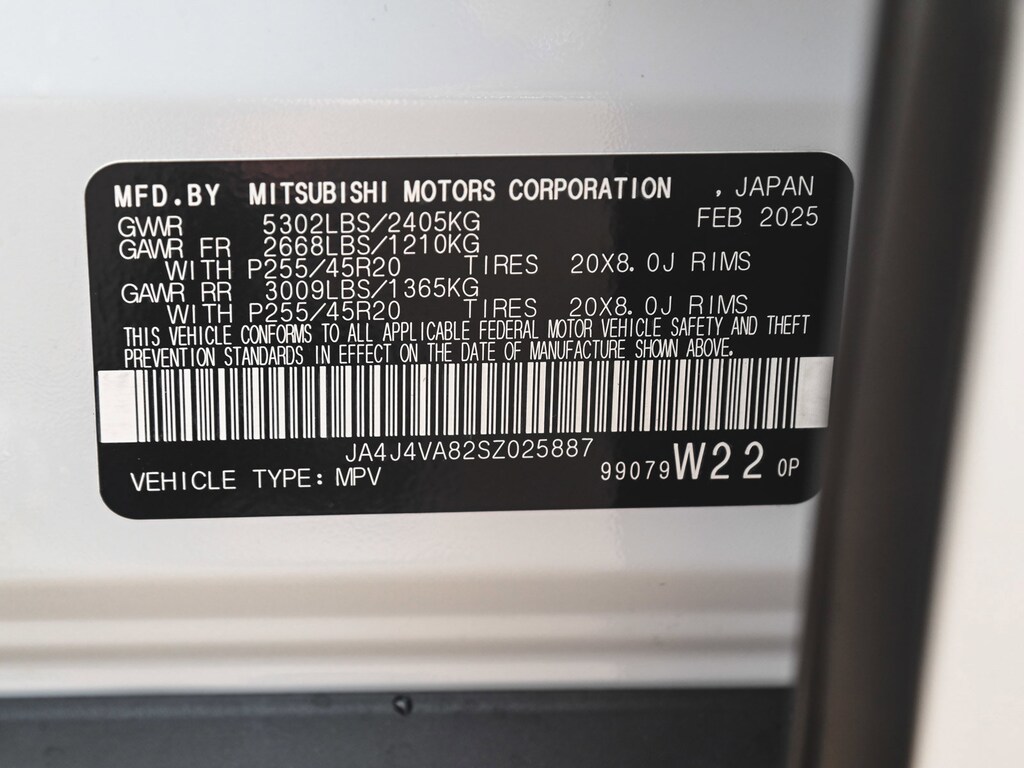 MFD.BY MITSUBISHI MOTORS CORPORATION , JAPAN
GWWR 5302LBS/2405KG FEB 2025
GAWR FR 2668LBS/1210KG
WITH P255/45R20 TIRES 20X8.0J RIMS
GAWR RR 3009LBS/1365KG
WITH P255/45R20 TIRES 20X8.0J RIMS
THIS VEHICLE CONFORMS TO ALL APPLICABLE FEDERAL MOTOR VEHICLE SAFETY AND THEFT
PREVENTION STANDARDS IN EFFECT ON THE DATE OF MANUFACTURE SHOWN ABOVE.
JA4J4VA82SZ025887
VEHICLE TYPE: MPV 99079 W22 0P